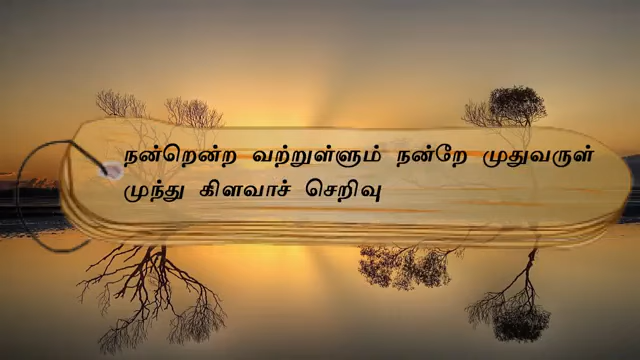 நன்றென்ற வற்றுள்ளும் நன்றே முதுவருள்
முந்து கிளவாச் செறிவு